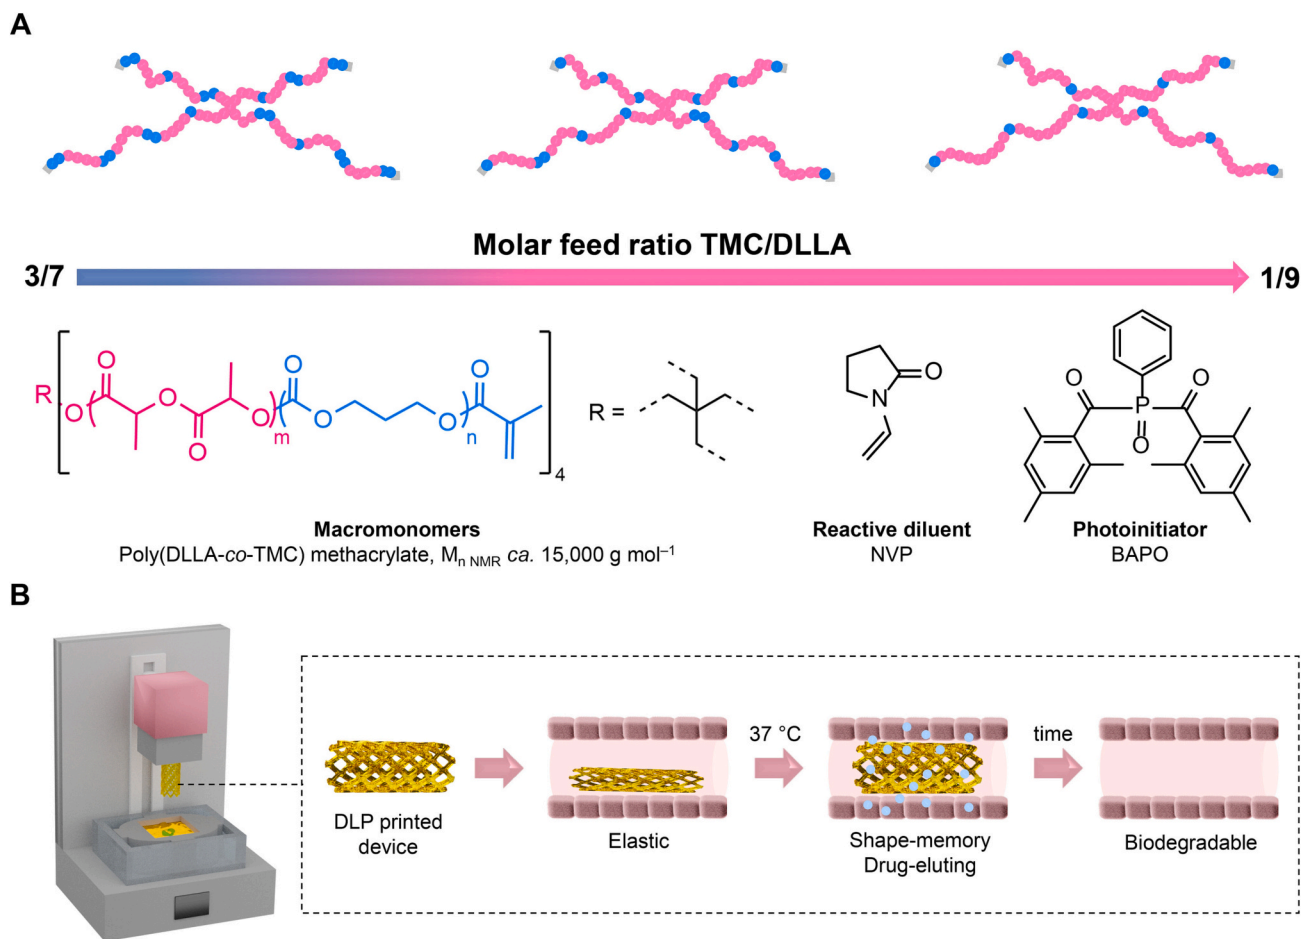 A
Molar feed ratio TMC/DLLA
3/7
1/9
R
O
O
O
O
O
m
O
O
O
n
O
4
R =
O
N
O
P
O
O
Macromonomers
Poly(DLLA-co-TMC) methacrylate, Mn NMR ca. 15,000 g mol–1
Reactive diluent
NVP
Photoinitiator
BAPO
B
DLP printed
device
Elastic
37 °C
Shape-memory
Drug-eluting
time
Biodegradable